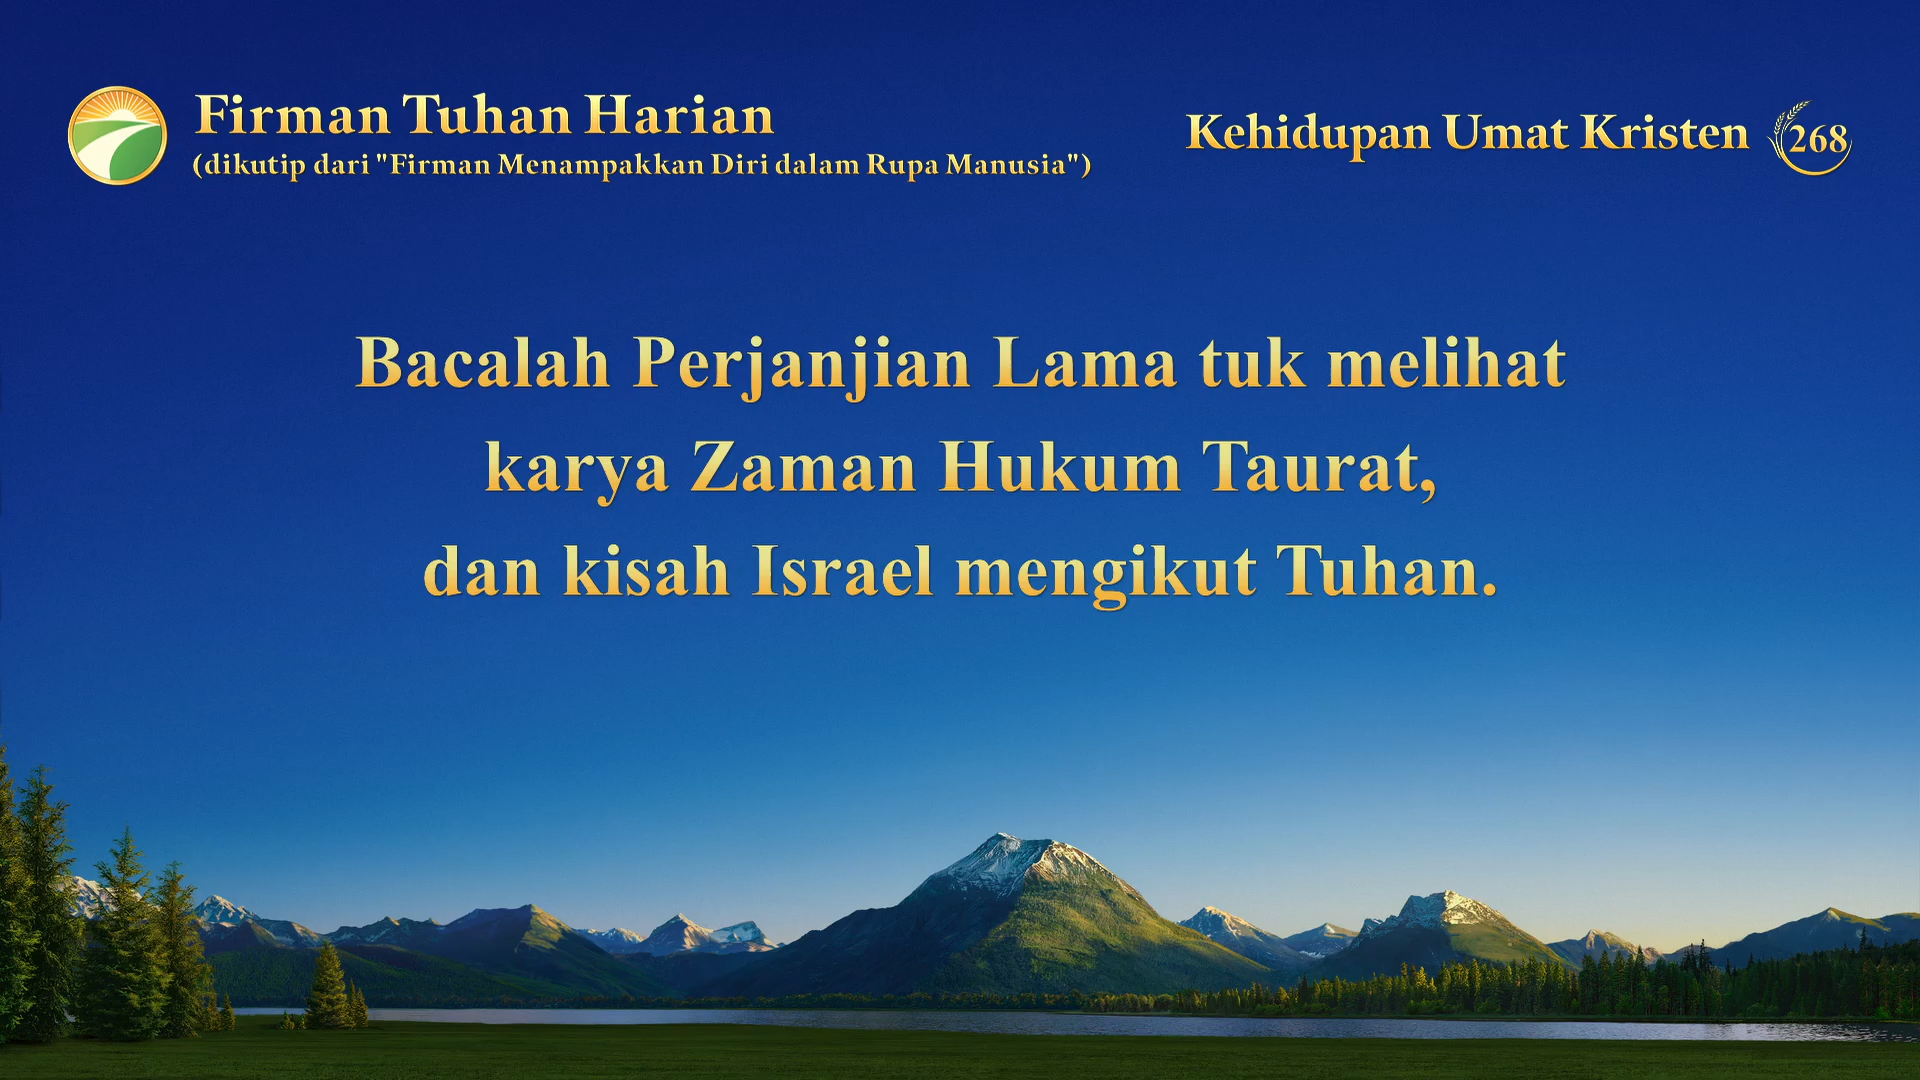 Firman Tuhan Harian
(dikutip dari "Firman Menampakkan Diri dalam Rupa Manusia")
Kehidupan Umat Kristen 268
Bacalah Perjanjian Lama tuk melihat
karya Zaman Hukum Taurat,
dan kisah Israel mengikut Tuhan.